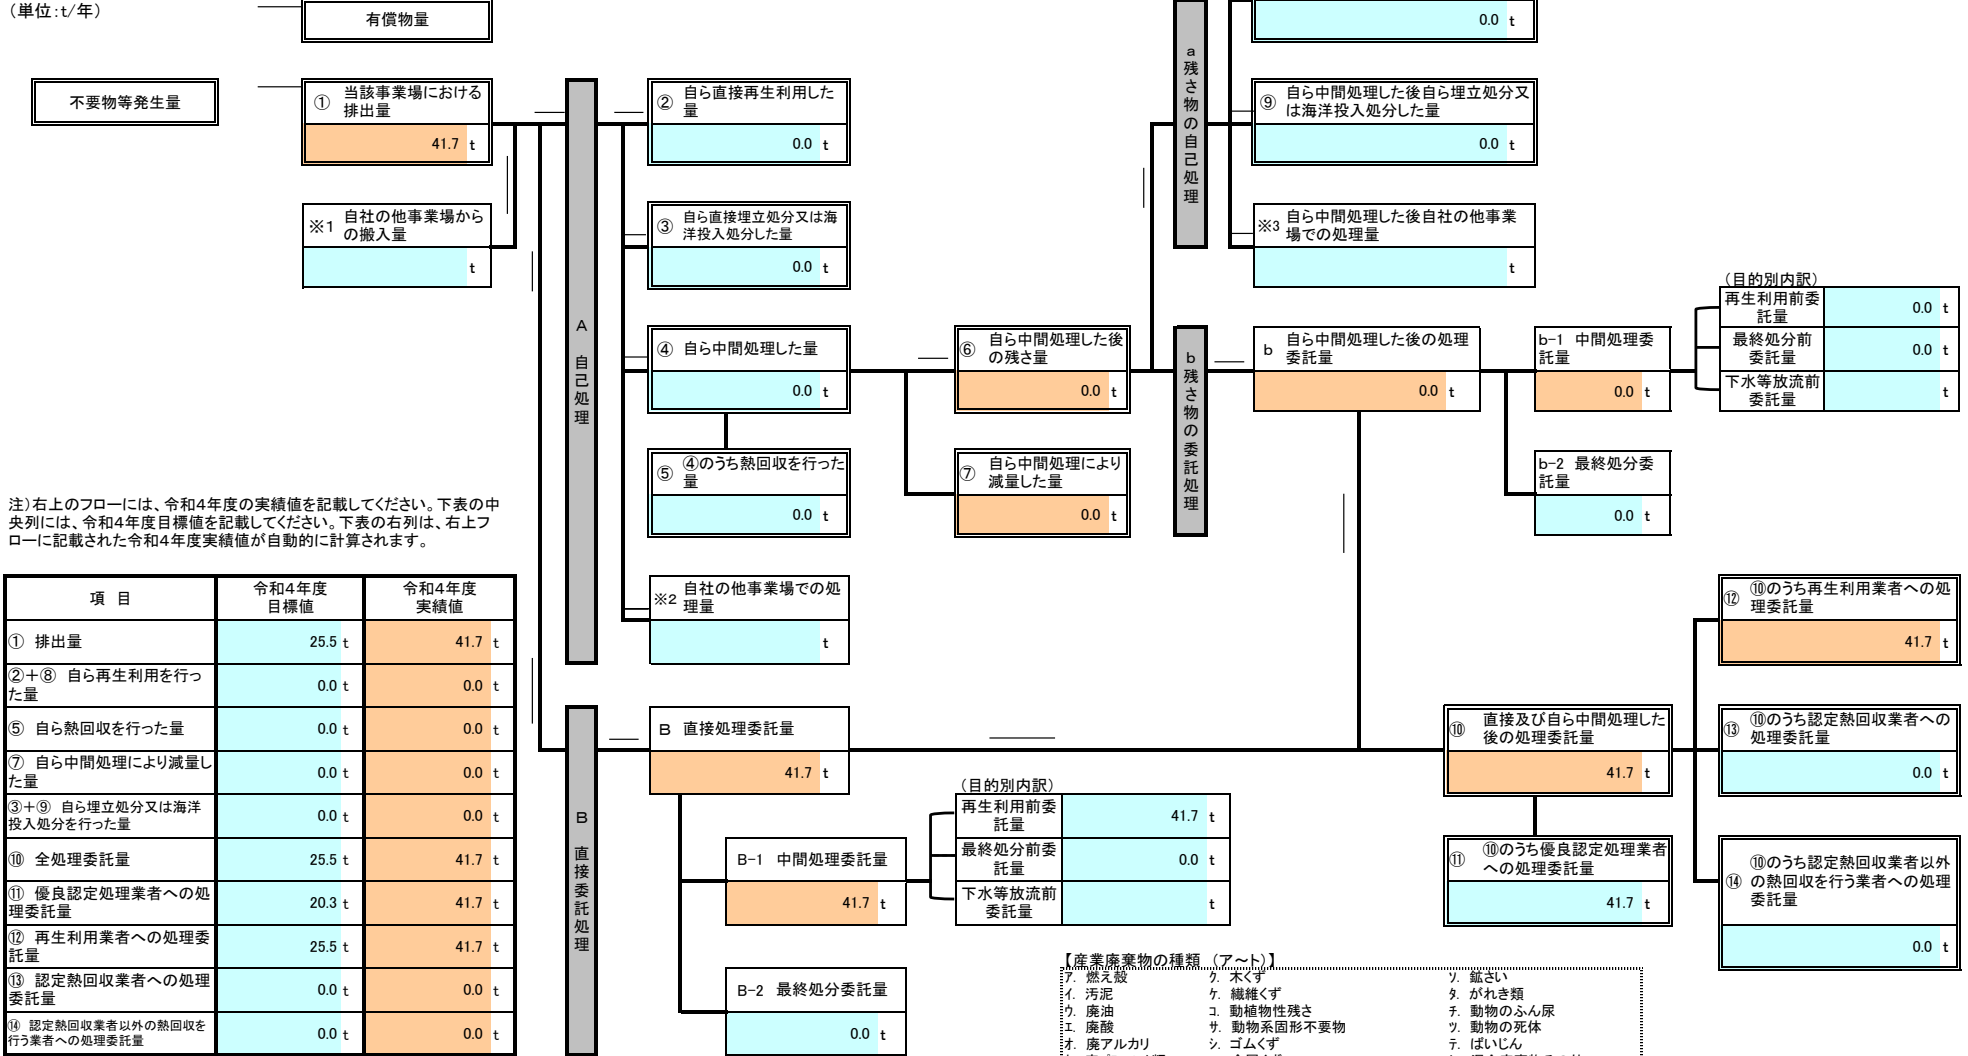 （単位:t/年）
有償物量
不要物等発生量
① 当該事業場における
排出量
41.7 t
※1 自社の他事業場から
の搬入量
t
A 自己処理
② 自ら直接再生利用した
量
0.0 t
③ 自ら直接埋立処分又は海
洋投入処分した量
0.0 t
④ 自ら中間処理した量
0.0 t
⑤ ④のうち熱回収を行った
量
0.0 t
※2 自社の他事業場での処
理量
t
⑥ 自ら中間処理した後
の残さ量
0.0 t
⑦ 自ら中間処理により
減量した量
0.0 t
a 残さ物の自己処理
0.0 t
⑨ 自ら中間処理した後自ら埋立処分又
は海洋投入処分した量
0.0 t
※3 自ら中間処理した後自社の他事業
場での処理量
t
b 残さ物の委託処理
b 自ら中間処理した後の処理
委託量
0.0 t
b-1 中間処理委
託量
0.0 t
b-2 最終処分委
託量
0.0 t
（目的別内訳）
再生利用前委
託量 0.0 t
最終処分前
委託量 0.0 t
下水等放流前
委託量 t
注）右上のフローには、令和4年度の実績値を記載してください。下表の中
央列には、令和4年度目標値を記載してください。下表の右列は、右上フ
ローに記載された令和4年度実績値が自動的に計算されます。
項 目 令和4年度
目標値 令和4年度
実績値
① 排出量 25.5 t 41.7 t
②＋⑧ 自ら再生利用を行っ
た量 0.0 t 0.0 t
⑤ 自ら熱回収を行った量 0.0 t 0.0 t
⑦ 自ら中間処理により減量し
た量 0.0 t 0.0 t
③＋⑨ 自ら埋立処分又は海洋
投入処分を行った量 0.0 t 0.0 t
⑩ 全処理委託量 25.5 t 41.7 t
⑪ 優良認定処理業者への処
理委託量 20.3 t 41.7 t
⑫ 再生利用業者への処理委
託量 25.5 t 41.7 t
⑬ 認定熱回収業者への処理
委託量 0.0 t 0.0 t
⑭ 認定熱回収業者以外の熱回収を
行う業者への処理委託量 0.0 t 0.0 t
B 直接委託処理
B 直接処理委託量
41.7 t
B-1 中間処理委託量
41.7 t
B-2 最終処分委託量
0.0 t
（目的別内訳）
再生利用前委
託量 41.7 t
最終処分前委
託量 0.0 t
下水等放流前
委託量 t
⑩ 直接及び自ら中間処理した
後の処理委託量
41.7 t
⑪ ⑩のうち優良認定処理業者
への処理委託量
41.7 t
⑫ ⑩のうち再生利用業者への処
理委託量
41.7 t
⑬ ⑩のうち認定熱回収業者への
処理委託量
0.0 t
⑭ ⑩のうち認定熱回収業者以外
の熱回収を行う業者への処理
委託量
0.0 t
【産業廃棄物の種類 （ア～ト）】
ア. 燃え殻 ク. 木くず ソ. 鉱さい
イ. 汚泥 ケ. 繊維くず タ. がれき類
ウ. 廃油 コ. 動植物性残さ チ. 動物のふん尿
エ. 廃酸 サ. 動物系固形不要物 ツ. 動物の死体
オ. 廃アルカリ シ. ゴムくず テ. ばいじん